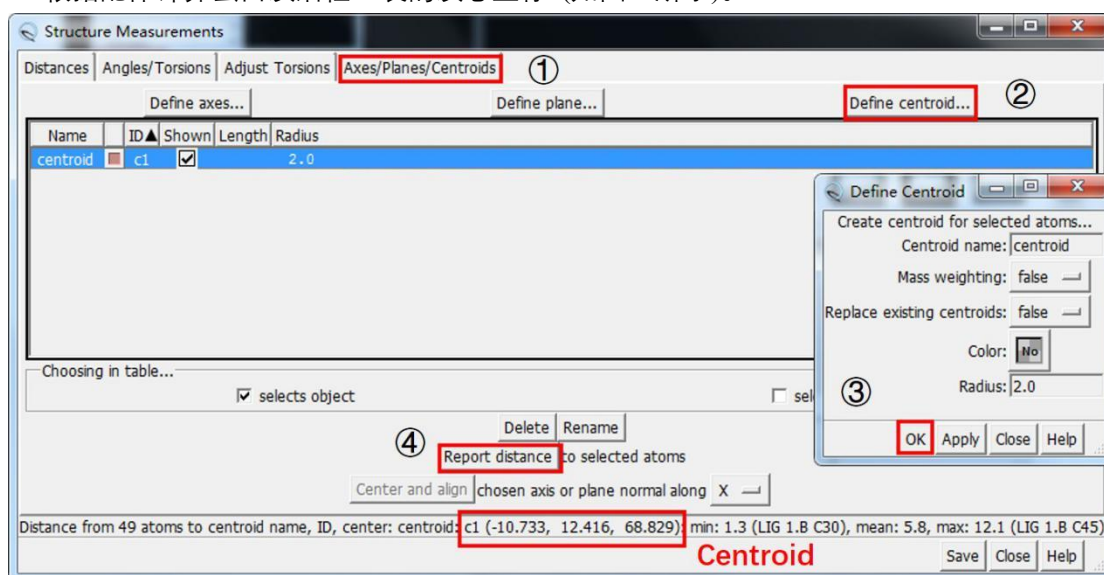 Structure Measurements
Distances Angles/Torsions Adjust Torsions Axes/Planes/Centroids ①
Define axes... Define plane... Define centroid... ②
Name ID▲ Shown Length Radius
centroid c1 2.0
Define Centroid
Create centroid for selected atoms...
Centroid name: centroid
Mass weighting: false
Replace existing centroids: false
Color: No
③ Radius: 2.0
OK Apply Close Help
Choosing in table...
selects object
Delete Rename
④ Report distance to selected atoms
Center and align chosen axis or plane normal along X
Distance from 49 atoms to centroid name, ID, center: centroid: c1 (-10.733, 12.416, 68.829): min: 1.3 (LIG 1.B C30), mean: 5.8, max: 12.1 (LIG 1.B C45)
Centroid
Save Close Help